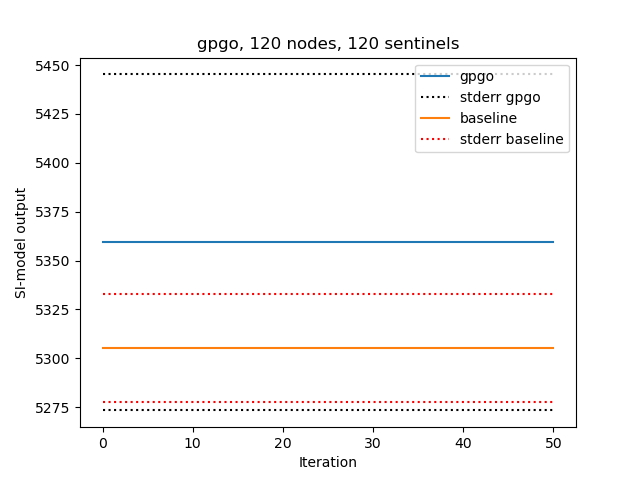 gpgo, 120 nodes, 120 sentinels
5450
5425
5400
5375
5350
5325
5300
5275
SI-model output
gpgo
stderr gpgo
baseline
stderr baseline
0 10 20 30 40 50
Iteration